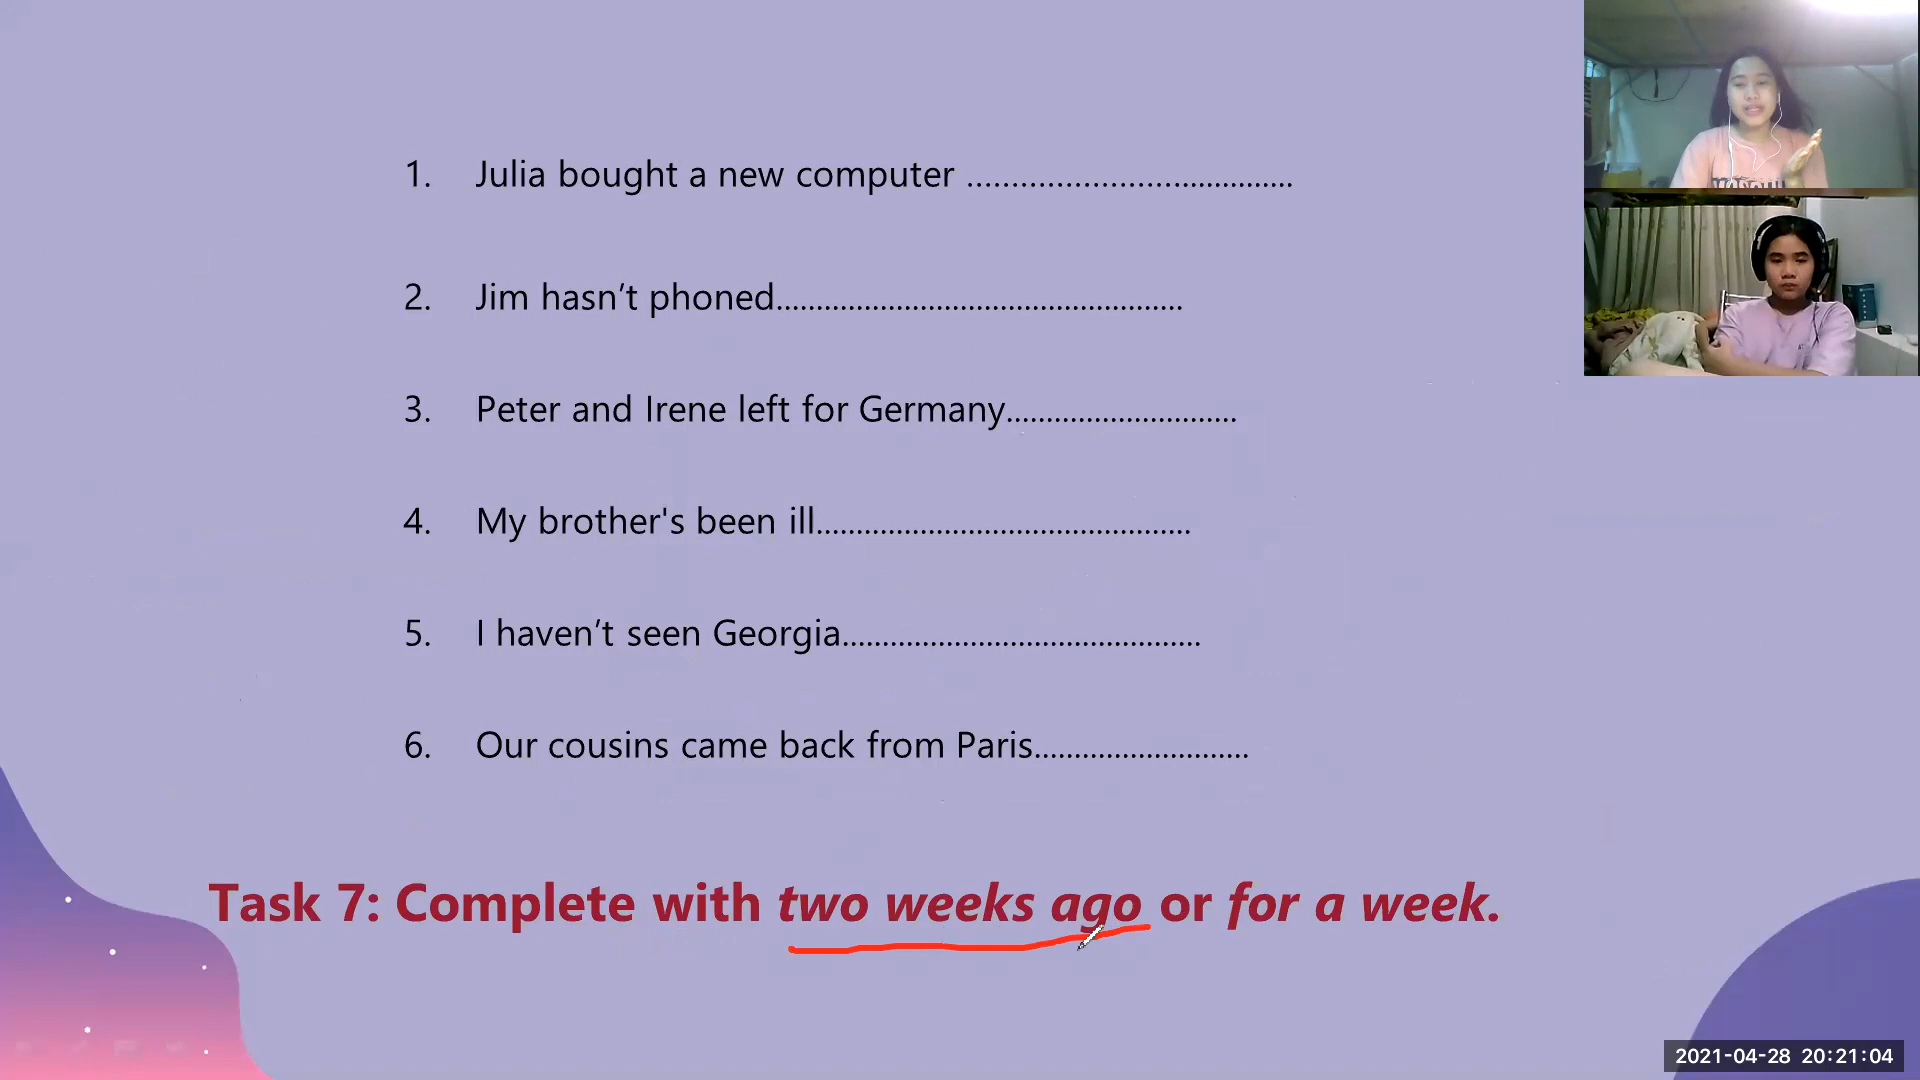 1. Julia bought a new computer ......................................
2. Jim hasn’t phoned...................................................
3. Peter and Irene left for Germany.............................
4. My brother's been ill...............................................
5. I haven’t seen Georgia.............................................
6. Our cousins came back from Paris...........................
Task 7: Complete with two weeks ago or for a week.
2021-04-28 20:21:04